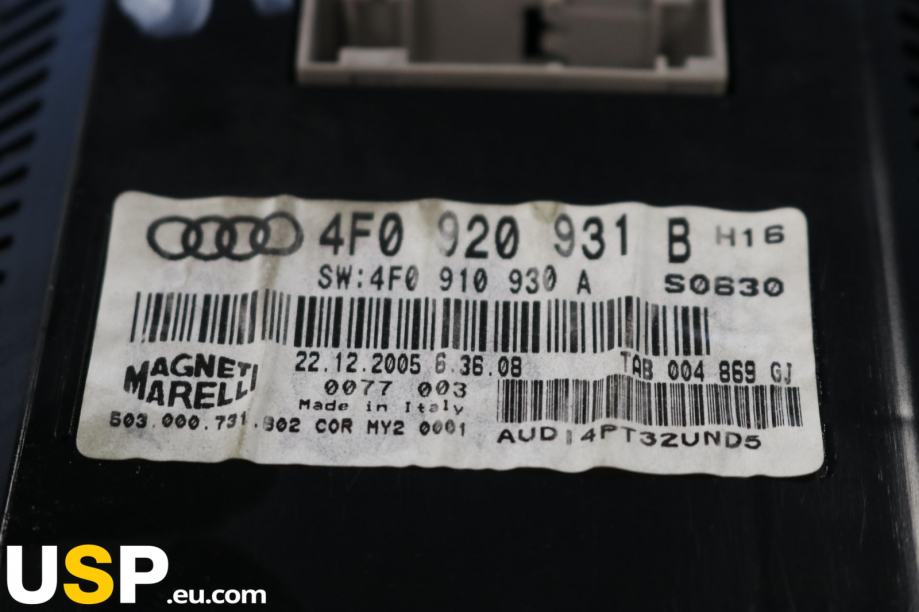 4F0 920 931 B H16
SW:4F0 910 930 A S0630
22.12.2005 6.36.08 TAB 004 869 GJ
MAGNETI
MARELLI
0077 003
Made in Italy
503.000.731.802 COR MY2 0001
AUD14PT3ZUND5
USP.eu.com